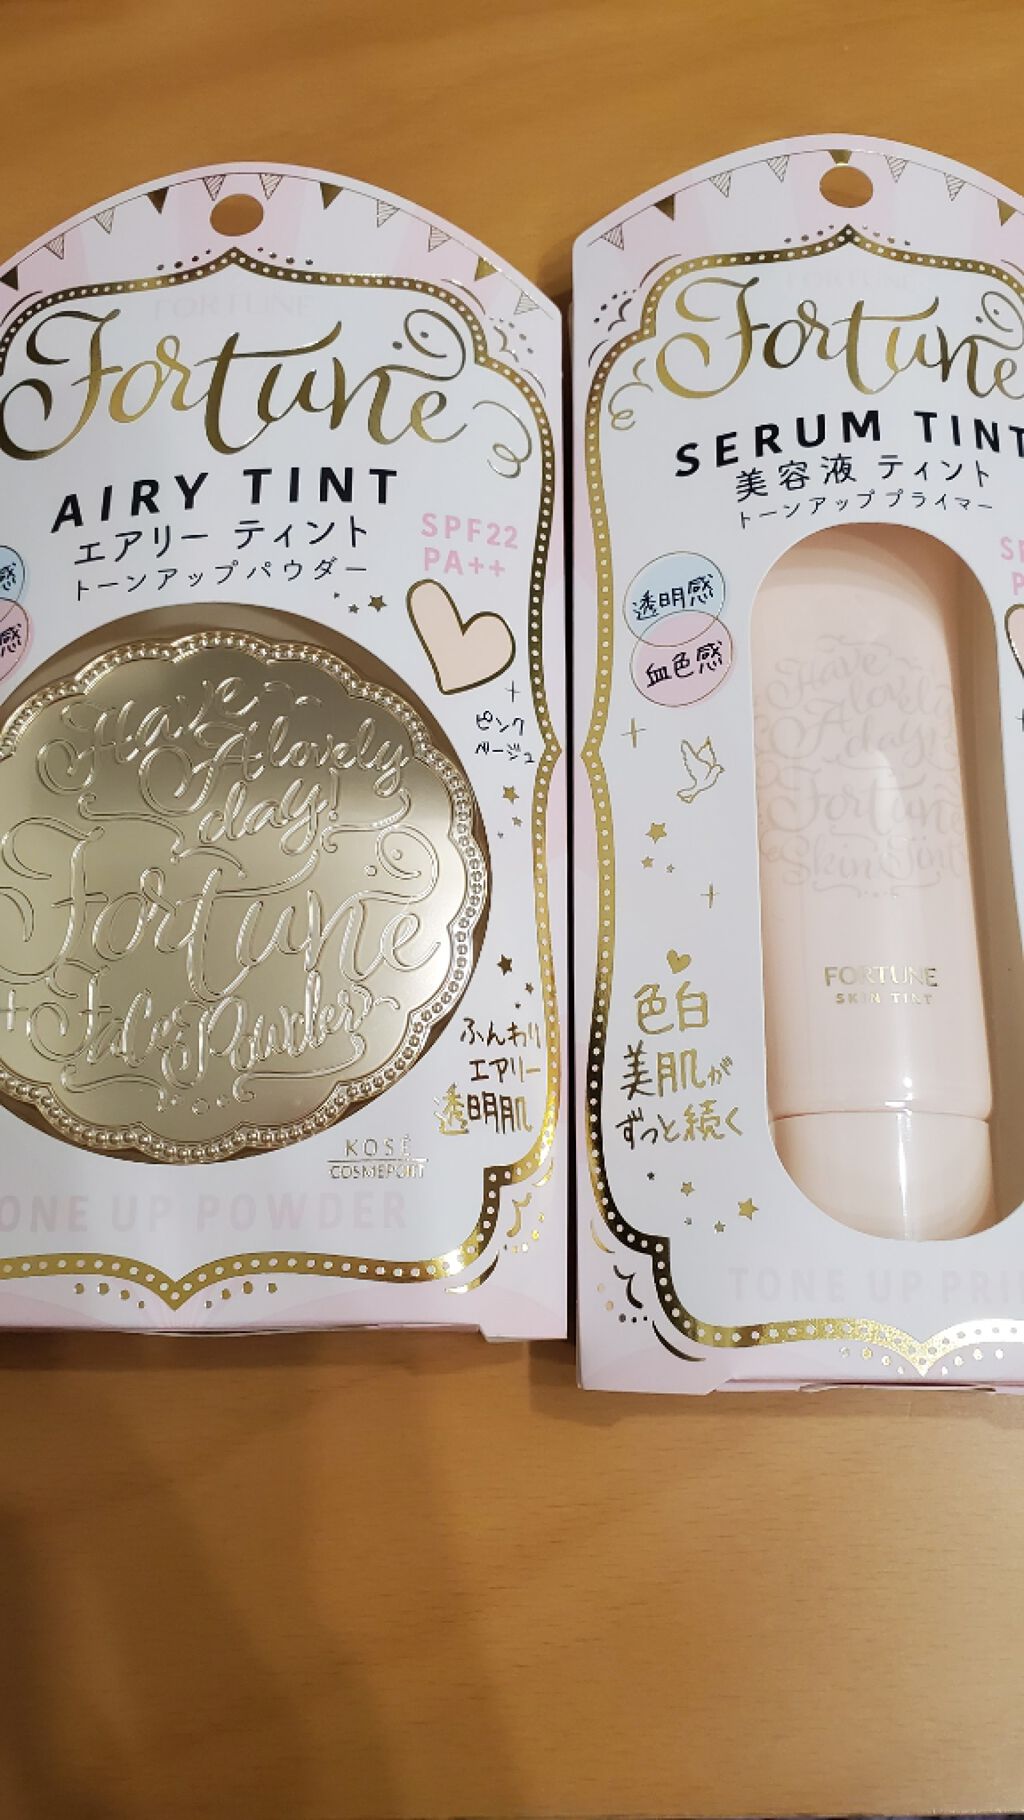 FORTUNE
Fortune
AIRY TINT
エアリー ティント
トーンアップパウダー
SPF22
PA++
感
感
ピンク
ベージュ
Have
A lovely
day!
Fortune
Face Powder
ふんわり
エアリー
透明肌
KOSÉ
COSMEPORT
ONE UP POWDER
Fortune
SERUM TINT
美容液 ティント
トーンアッププライマー
透明感
血色感
Have
A lovely
day!
Fortune
Skin Tint
FORTUNE
SKIN TINT
色白
美肌が
ずっと続く
TONE UP PRI